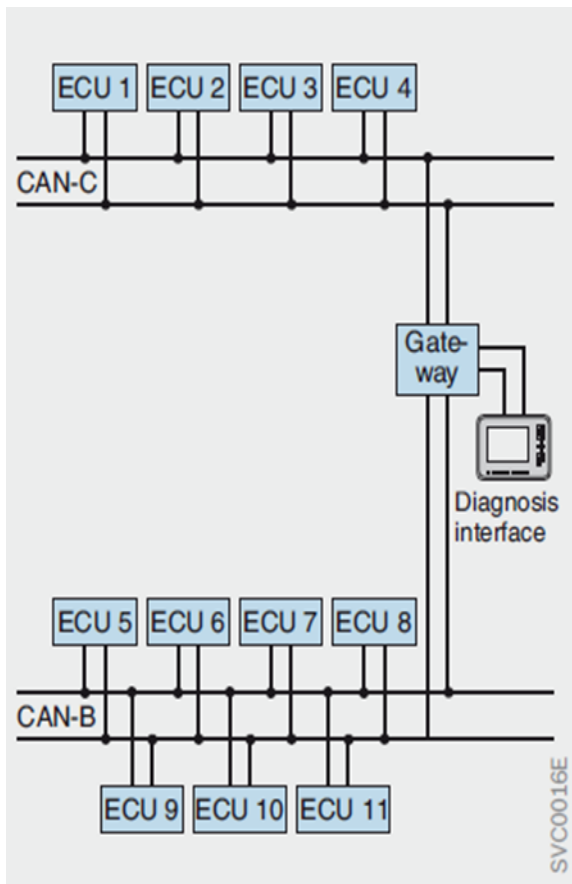 ECU 1
ECU 2
ECU 3
ECU 4
CAN-C
Gate-
way
Diagnosis
interface
ECU 5
ECU 6
ECU 7
ECU 8
CAN-B
ECU 9
ECU 10
ECU 11
SVC0016E